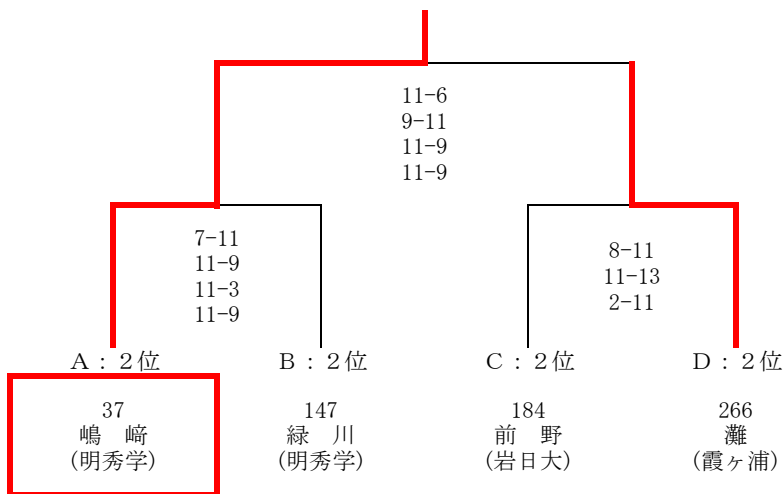 11-6
9-11
11-9
11-9
7-11
11-9
11-3
11-9
8-11
11-13
2-11
A：2位
B：2位
C：2位
D：2位
37
嶋　﨑
(明秀学)
147
緑　川
(明秀学)
184
前　野
(岩日大)
266
灘
(霞ヶ浦)